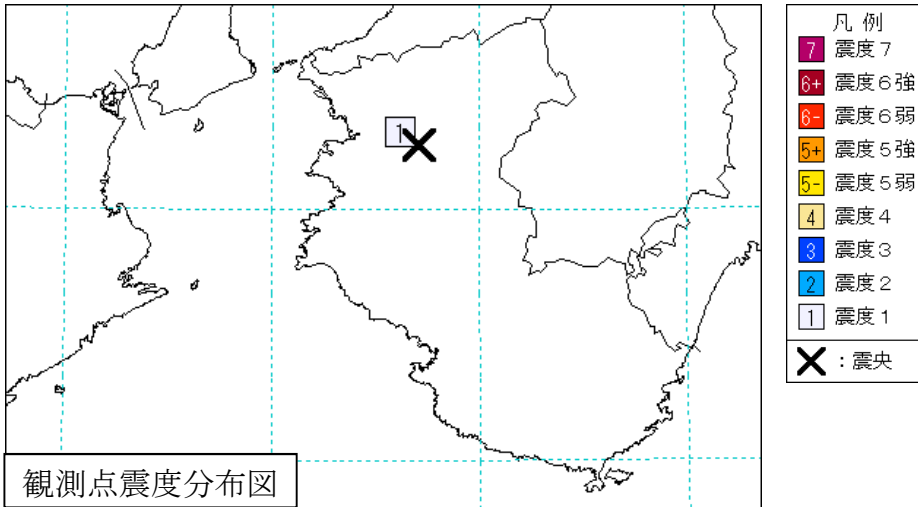 1
観測点震度分布図
凡 例
7 震度７
6+ 震度６強
6- 震度６弱
5+ 震度５強
5- 震度５弱
4 震度４
3 震度３
2 震度２
1 震度１
：震央